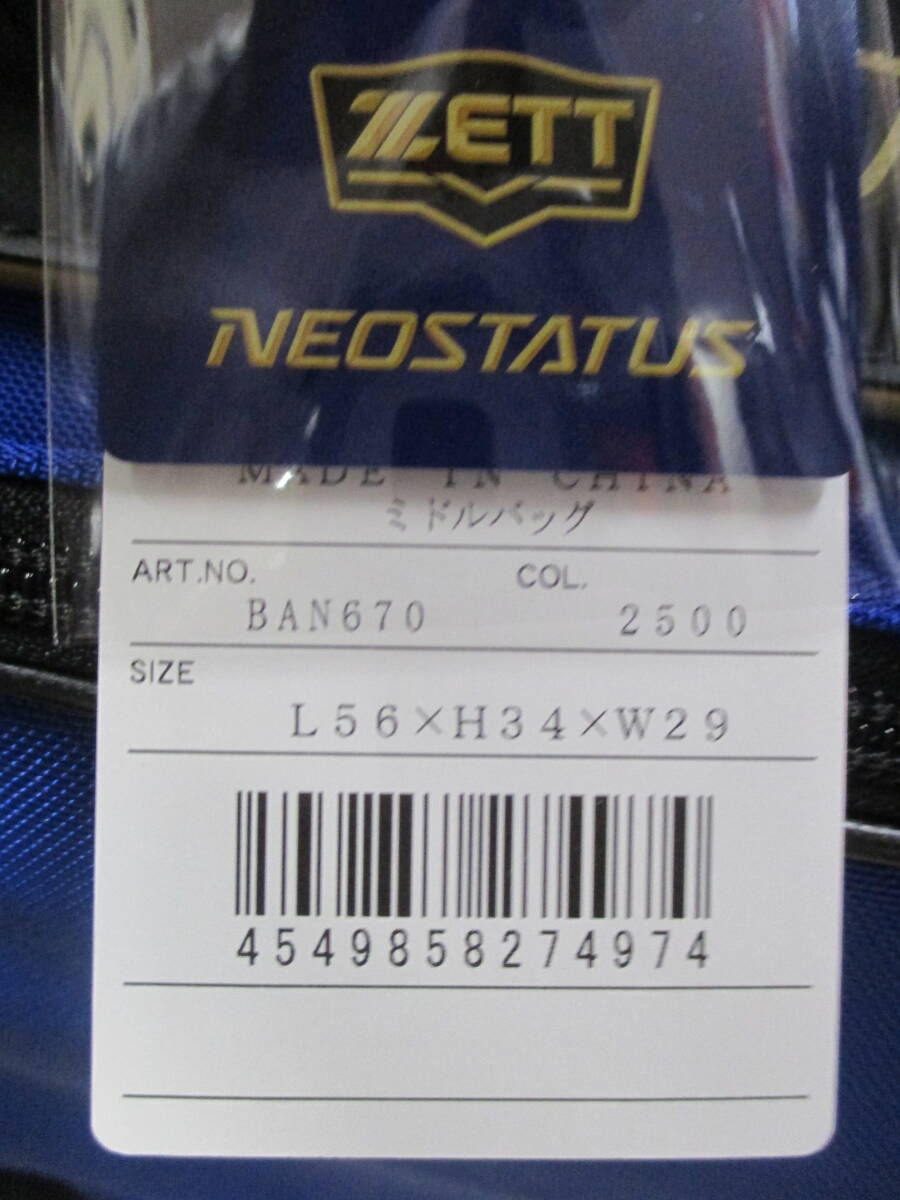 ZETT
NEOSTATUS
MADE IN CHINA
ミドルバッグ
ART.NO. COL.
BAN670 2500
SIZE
L56×H34×W29
4549858274974